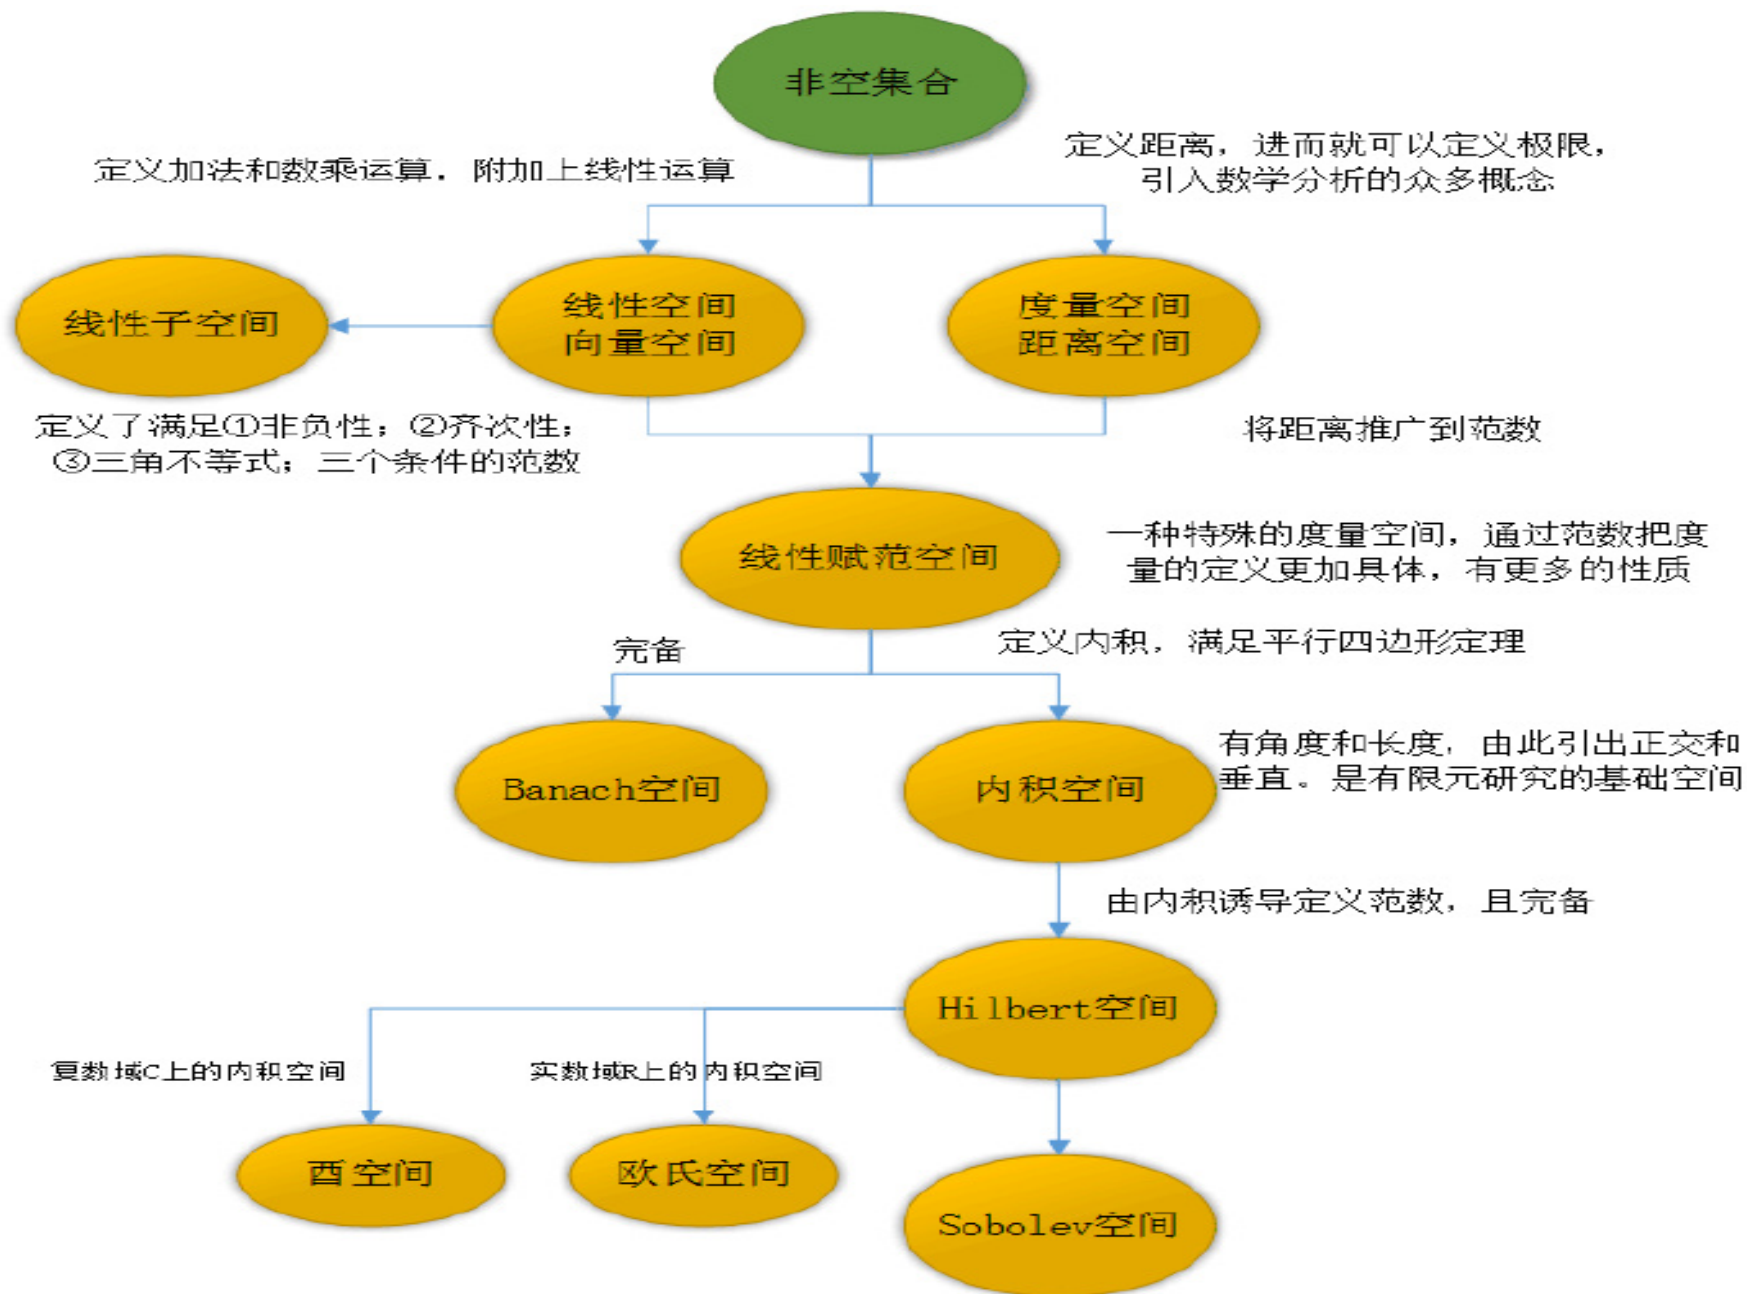 非空集合
定义加法和数乘运算．附加上线性运算
定义距离，进而就可以定义极限，
引入数学分析的众多概念
线性子空间
线性空间
向量空间
度量空间
距离空间
定义了满足①非负性；②齐次性；
③三角不等式；三个条件的范数
将距离推广到范数
线性赋范空间
一种特殊的度量空间，通过范数把度
量的定义更加具体，有更多的性质
完备
定义内积，满足平行四边形定理
Banach空间
内积空间
有角度和长度，由此引出正交和
垂直。是有限元研究的基础空间
由内积诱导定义范数，且完备
Hilbert空间
复数域C上的内积空间
实数域R上的内积空间
酉空间
欧氏空间
Sobolev空间